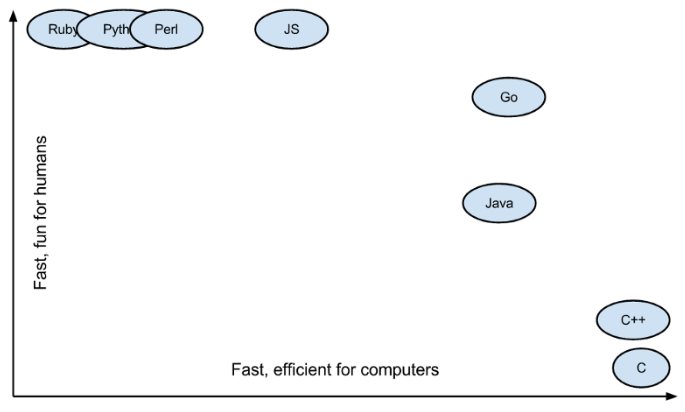 Ruby
Pyth
Perl
JS
Go
Java
C++
C
Fast, fun for humans
Fast, efficient for computers